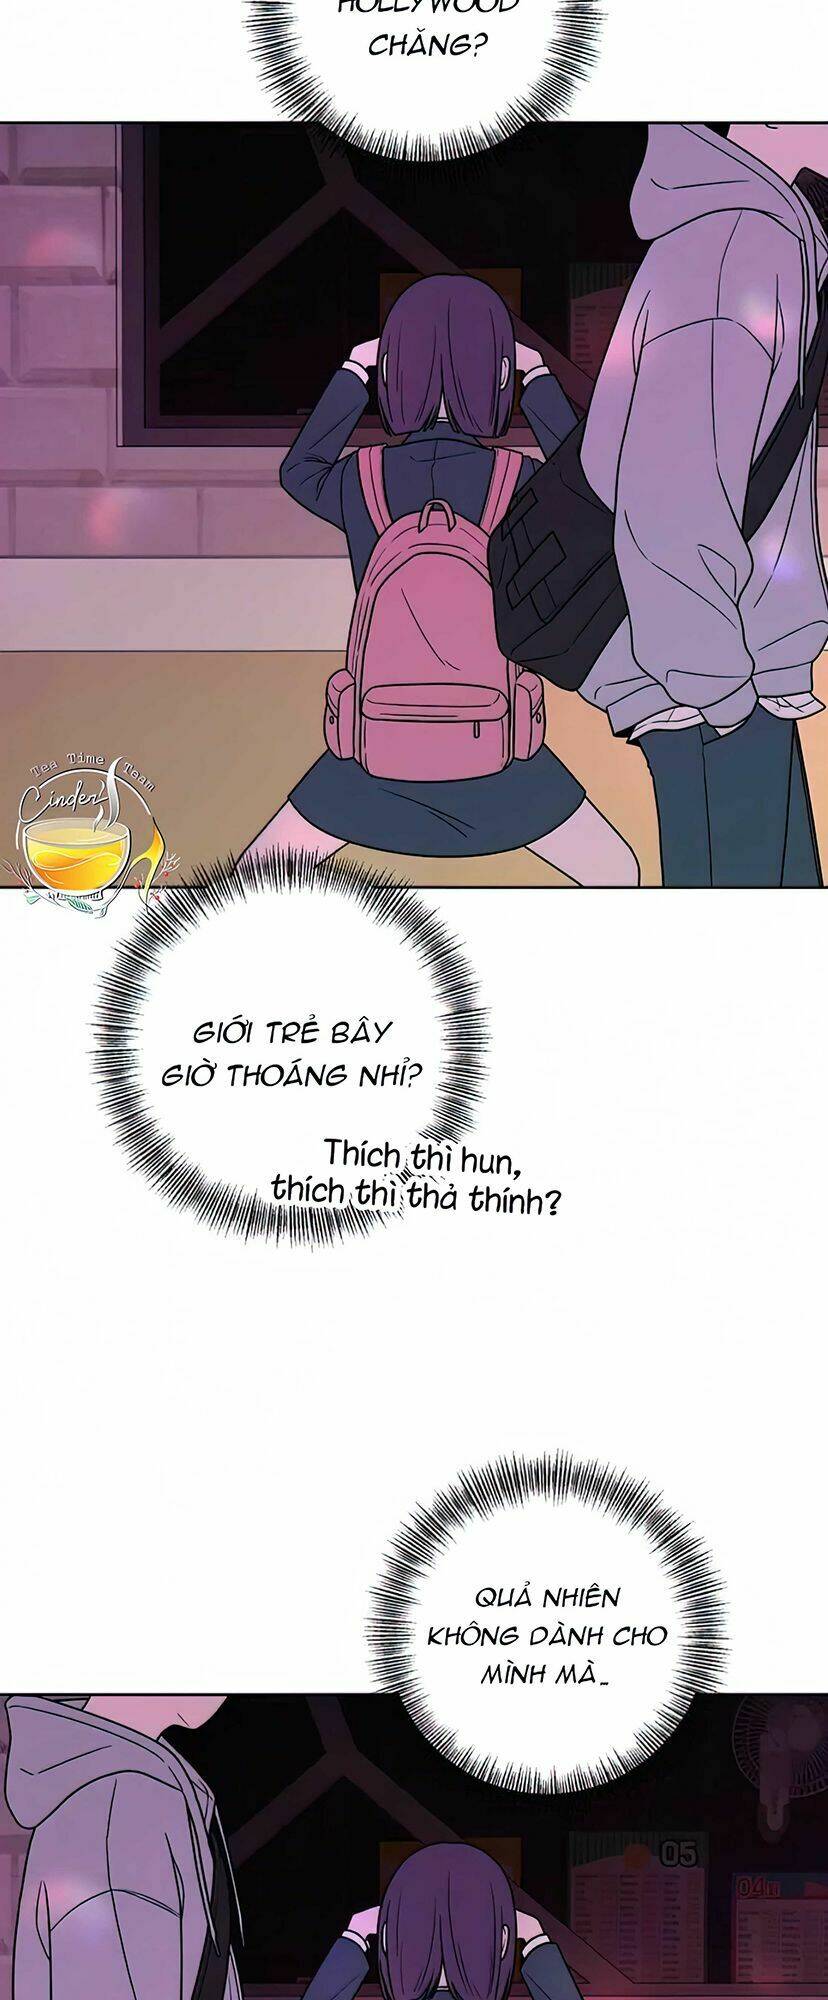 HOLLYWOOD
CHĂNG?
Tea Time Team
Cinder
GIỚI TRẺ BÂY
GIỜ THOÁNG NHỈ?
Thích thì hun,
thích thì thả thính?
QUẢ NHIÊN
KHÔNG DÀNH CHO
MÌNH MÀ...
05
04